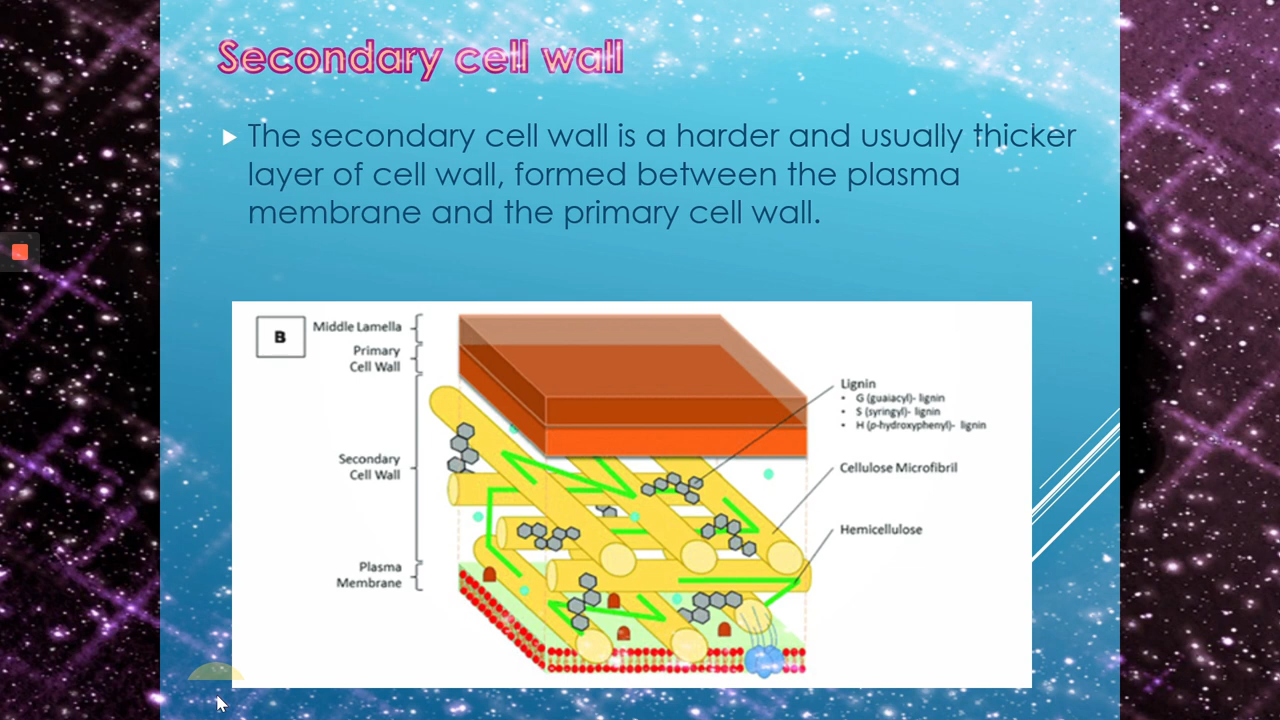 Secondary cell wall
The secondary cell wall is a harder and usually thicker
layer of cell wall, formed between the plasma
membrane and the primary cell wall.
B
Middle Lamella
Primary
Cell Wall
Secondary
Cell Wall
Plasma
Membrane
Lignin
• G (guaiacyl)- lignin
• S (syringyl)- lignin
• H (p-hydroxyphenyl)- lignin
Cellulose Microfibril
Hemicellulose